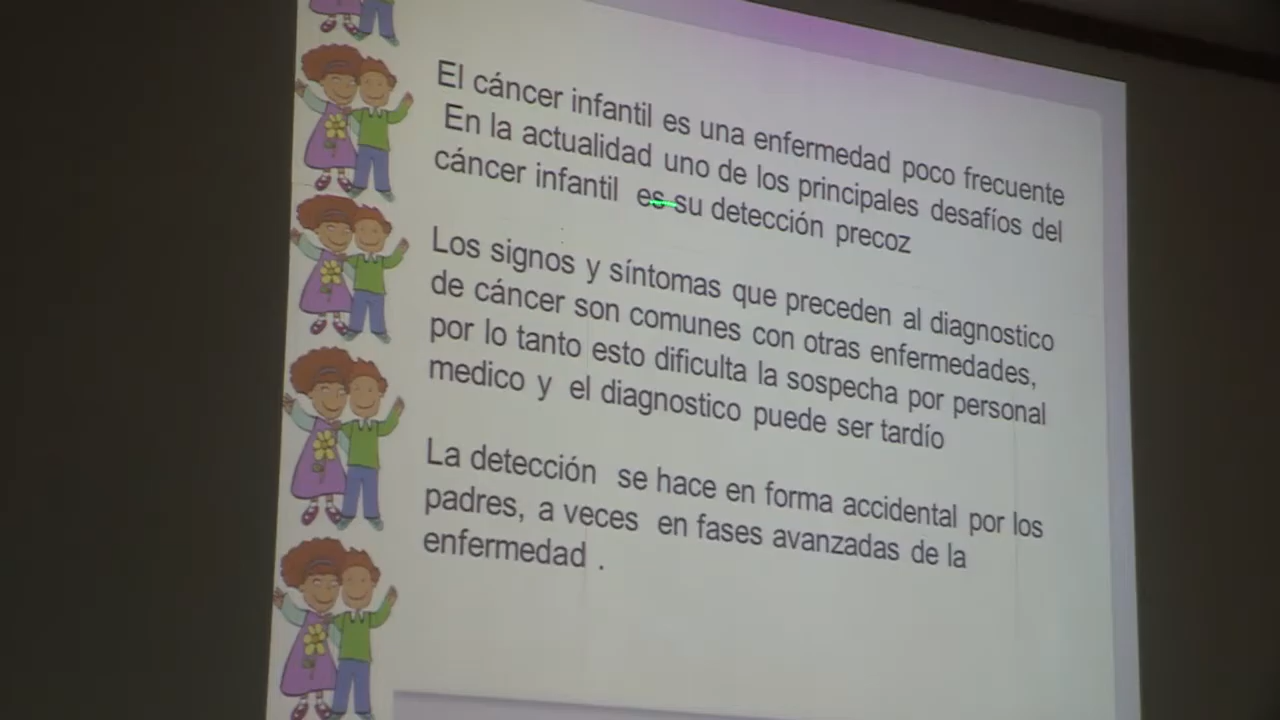 El cáncer infantil es una enfermedad poco frecuente
En la actualidad uno de los principales desafíos del
cáncer infantil es su detección precoz
Los signos y síntomas que preceden al diagnostico
de cáncer son comunes con otras enfermedades,
por lo tanto esto dificulta la sospecha por personal
medico y el diagnostico puede ser tardío
La detección se hace en forma accidental por los
padres, a veces en fases avanzadas de la
enfermedad .